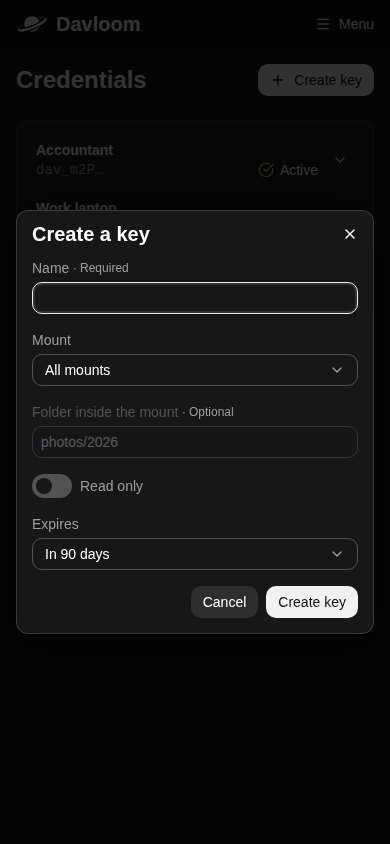 Davloom
Menu
Credentials
Create key
Accountant
dav_m2P…
Active
Work laptop
Create a key
Name · Required
Mount
All mounts
Folder inside the mount · Optional
photos/2026
Read only
Expires
In 90 days
Cancel
Create key